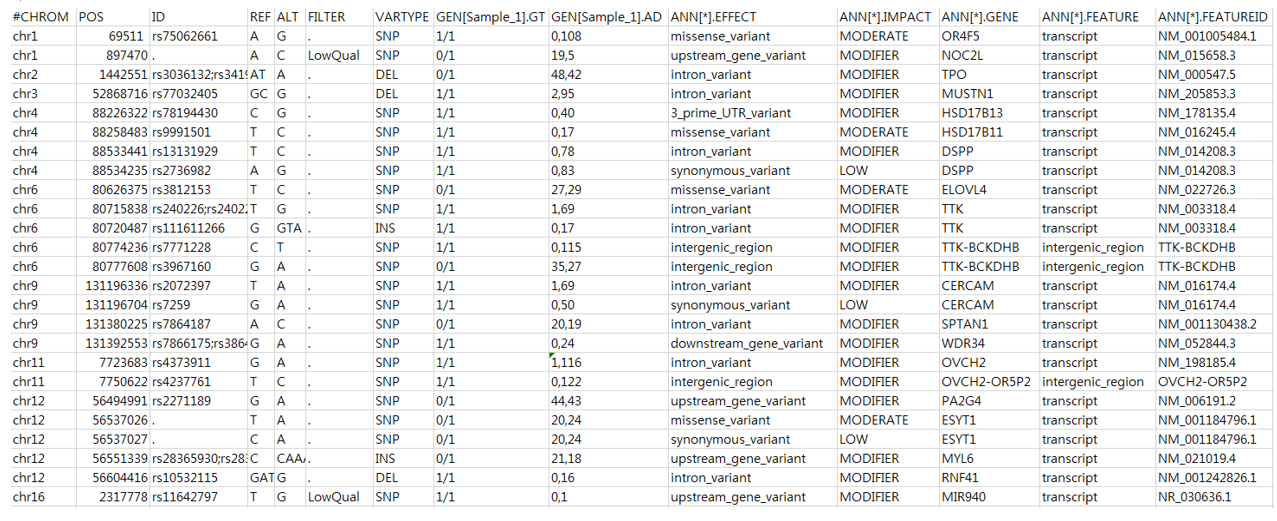 #CHROM POS ID REF ALT FILTER VARTYPE GEN[Sample_1].GT GEN[Sample_1].AD ANN[*].EFFECT ANN[*].IMPACT ANN[*].GENE ANN[*].FEATURE ANN[*].FEATUREID
chr1 69511 rs75062661 A G . SNP 1/1 0,108 missense_variant MODERATE OR4F5 transcript NM_001005484.1
chr1 897470 . A C LowQual SNP 0/1 19,5 upstream_gene_variant MODIFIER NOC2L transcript NM_015658.3
chr2 1442551 rs3036132;rs3419 AT A . DEL 0/1 48,42 intron_variant MODIFIER TPO transcript NM_000547.5
chr3 52868716 rs77032405 GC G . DEL 1/1 2,95 intron_variant MODIFIER MUSTN1 transcript NM_205853.3
chr4 88226322 rs78194430 C G . SNP 1/1 0,40 3_prime_UTR_variant MODIFIER HSD17B13 transcript NM_178135.4
chr4 88258483 rs9991501 T C . SNP 1/1 0,17 missense_variant MODERATE HSD17B11 transcript NM_016245.4
chr4 88533441 rs13131929 T C . SNP 1/1 0,78 intron_variant MODIFIER DSPP transcript NM_014208.3
chr4 88534235 rs2736982 A G . SNP 1/1 0,83 synonymous_variant LOW DSPP transcript NM_014208.3
chr6 80626375 rs3812153 T C . SNP 0/1 27,29 missense_variant MODERATE ELOVL4 transcript NM_022726.3
chr6 80715838 rs240226;rs2402 T G . SNP 1/1 1,69 intron_variant MODIFIER TTK transcript NM_003318.4
chr6 80720487 rs111611266 G GTA . INS 1/1 0,17 intron_variant MODIFIER TTK transcript NM_003318.4
chr6 80774236 rs7771228 C T . SNP 1/1 0,115 intergenic_region MODIFIER TTK-BCKDHB intergenic_region TTK-BCKDHB
chr6 80777608 rs3967160 G A . SNP 0/1 35,27 intergenic_region MODIFIER TTK-BCKDHB intergenic_region TTK-BCKDHB
chr9 131196336 rs2072397 T A . SNP 1/1 1,69 intron_variant MODIFIER CERCAM transcript NM_016174.4
chr9 131196704 rs7259 G A . SNP 1/1 0,50 synonymous_variant LOW CERCAM transcript NM_016174.4
chr9 131380225 rs7864187 A C . SNP 0/1 20,19 intron_variant MODIFIER SPTAN1 transcript NM_001130438.2
chr9 131392553 rs7866175;rs3864 G A . SNP 1/1 0,24 downstream_gene_variant MODIFIER WDR34 transcript NM_052844.3
chr11 7723683 rs4373911 G A . SNP 1/1 1,116 intron_variant MODIFIER OVCH2 transcript NM_198185.4
chr11 7750622 rs4237761 T C . SNP 1/1 0,122 intergenic_region MODIFIER OVCH2-OR5P2 intergenic_region OVCH2-OR5P2
chr12 56494991 rs2271189 G A . SNP 0/1 44,43 upstream_gene_variant MODIFIER PA2G4 transcript NM_006191.2
chr12 56537026 . T A . SNP 0/1 20,24 missense_variant MODERATE ESYT1 transcript NM_001184796.1
chr12 56537027 . C A . SNP 0/1 20,24 synonymous_variant LOW ESYT1 transcript NM_001184796.1
chr12 56551339 rs28365930;rs283 C CAAA . INS 0/1 21,18 upstream_gene_variant MODIFIER MYL6 transcript NM_021019.4
chr12 56604416 rs10532115 GAT G . DEL 1/1 0,16 intron_variant MODIFIER RNF41 transcript NM_001242826.1
chr16 2317778 rs11642797 T G LowQual SNP 1/1 0,1 upstream_gene_variant MODIFIER MIR940 transcript NR_030636.1